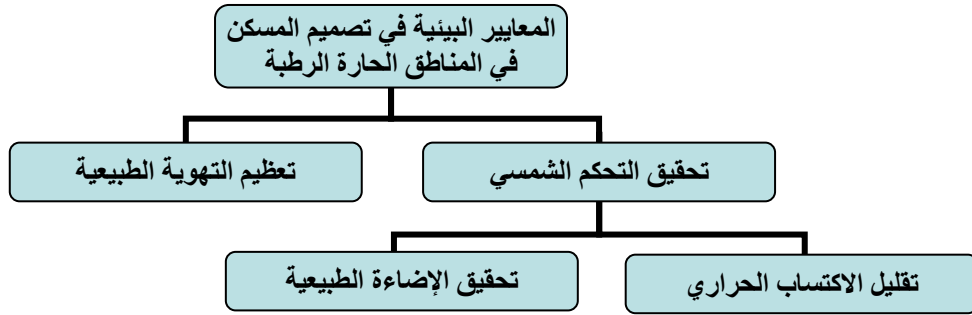 المعايير البيئية في تصميم المسكن
في المناطق الحارة الرطبة
تحقيق التحكم الشمسي
تعظيم التهوية الطبيعية
تقليل الاكتساب الحراري
تحقيق الإضاءة الطبيعية